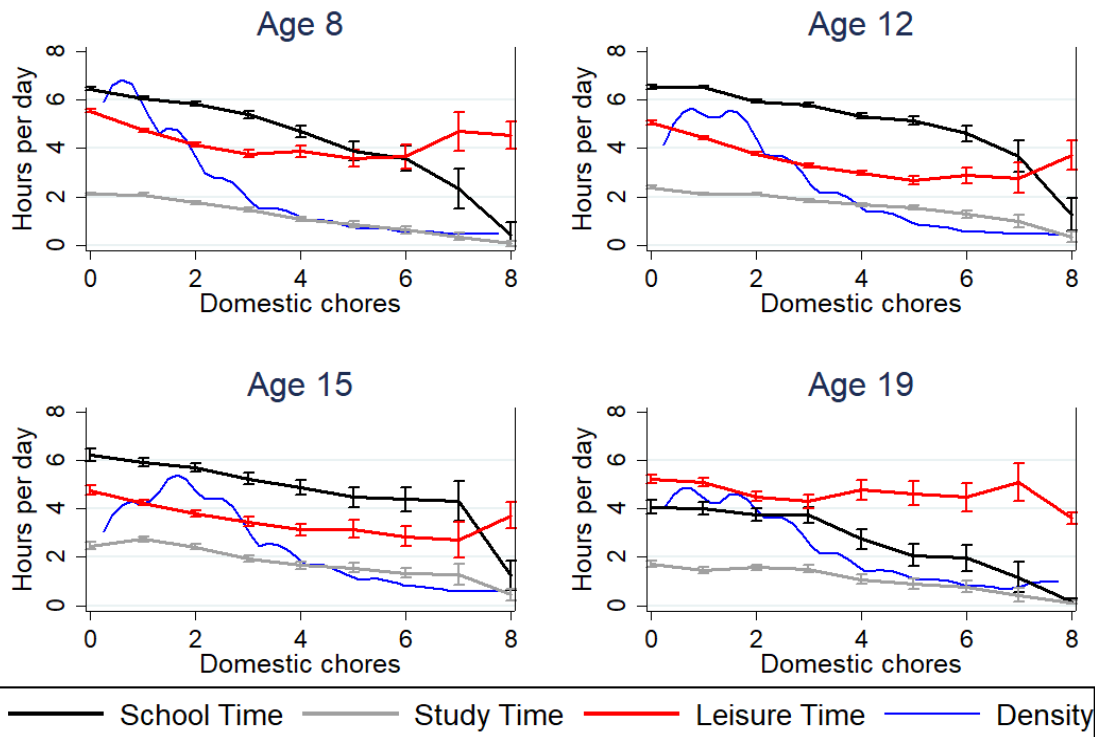 Age 8
Hours per day
8
6
4
2
0
0 2 4 6 8
Domestic chores
Age 12
Hours per day
8
6
4
2
0
0 2 4 6 8
Domestic chores
Age 15
Hours per day
8
6
4
2
0
0 2 4 6 8
Domestic chores
Age 19
Hours per day
8
6
4
2
0
0 2 4 6 8
Domestic chores
School Time Study Time Leisure Time Density